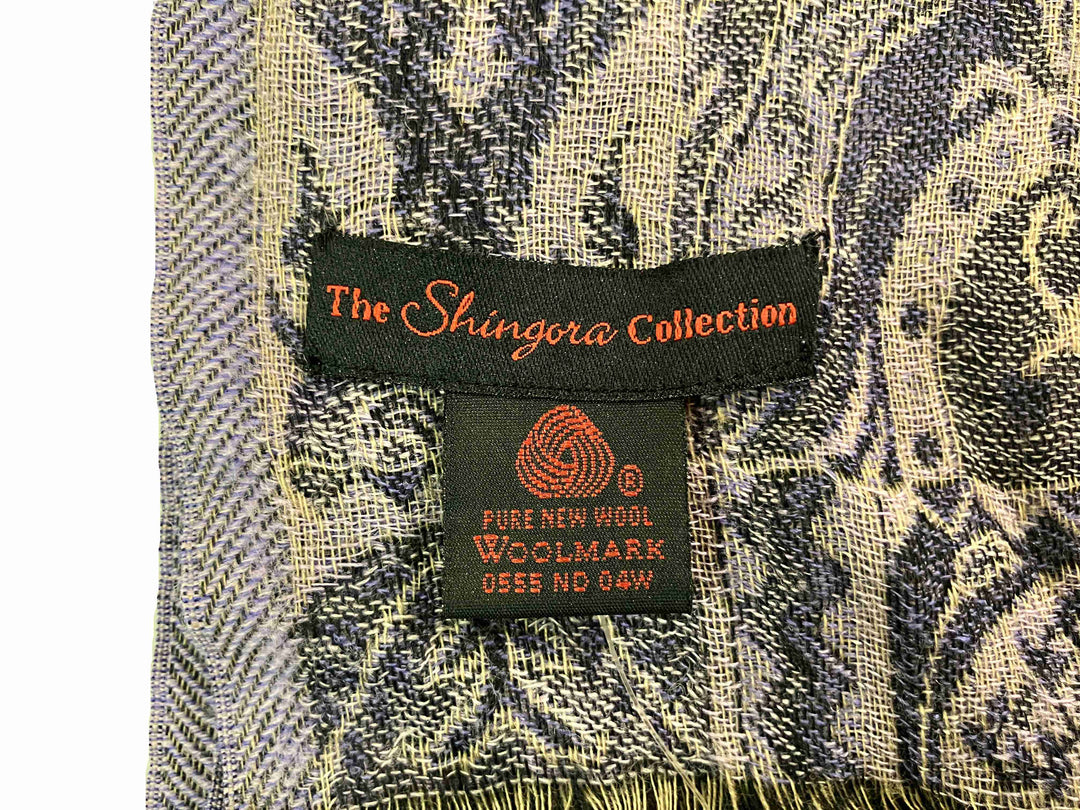 The Shingora Collection
®
PURE NEW WOOL
WOOLMARK
0555 ND 04W